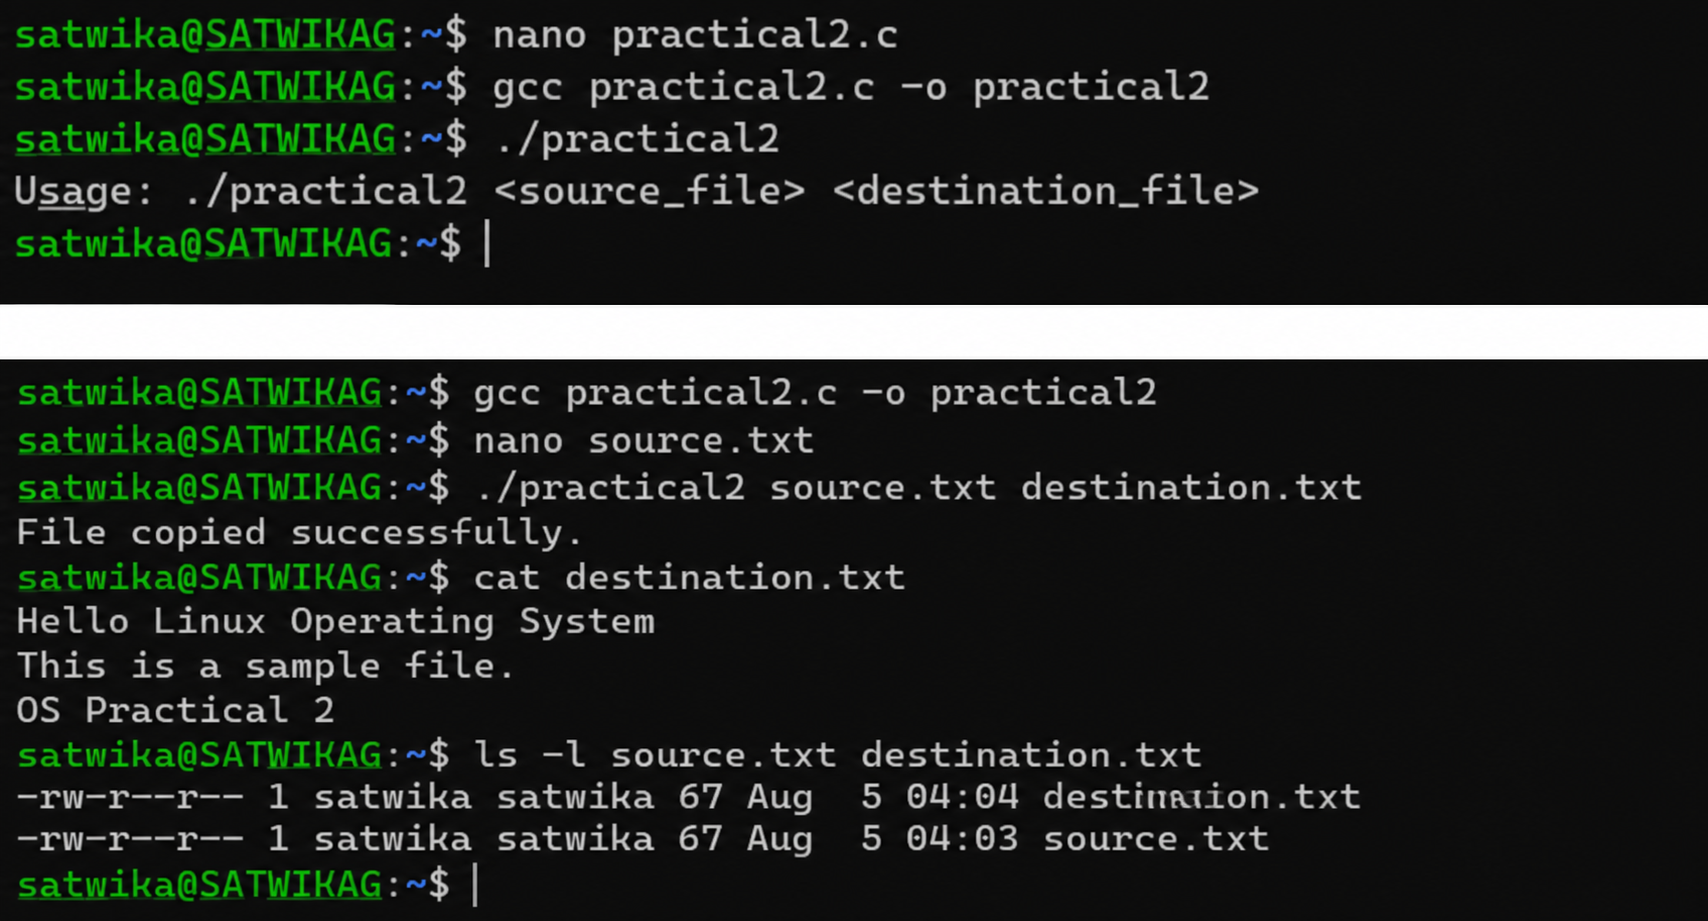 satwika@SATWIKAG:~$ nano practical2.c
satwika@SATWIKAG:~$ gcc practical2.c -o practical2
satwika@SATWIKAG:~$ ./practical2
Usage: ./practical2 <source_file> <destination_file>
satwika@SATWIKAG:~$
satwika@SATWIKAG:~$ gcc practical2.c -o practical2
satwika@SATWIKAG:~$ nano source.txt
satwika@SATWIKAG:~$ ./practical2 source.txt destination.txt
File copied successfully.
satwika@SATWIKAG:~$ cat destination.txt
Hello Linux Operating System
This is a sample file.
OS Practical 2
satwika@SATWIKAG:~$ ls -l source.txt destination.txt
-rw-r--r-- 1 satwika satwika 67 Aug  5 04:04 destination.txt
-rw-r--r-- 1 satwika satwika 67 Aug  5 04:03 source.txt
satwika@SATWIKAG:~$